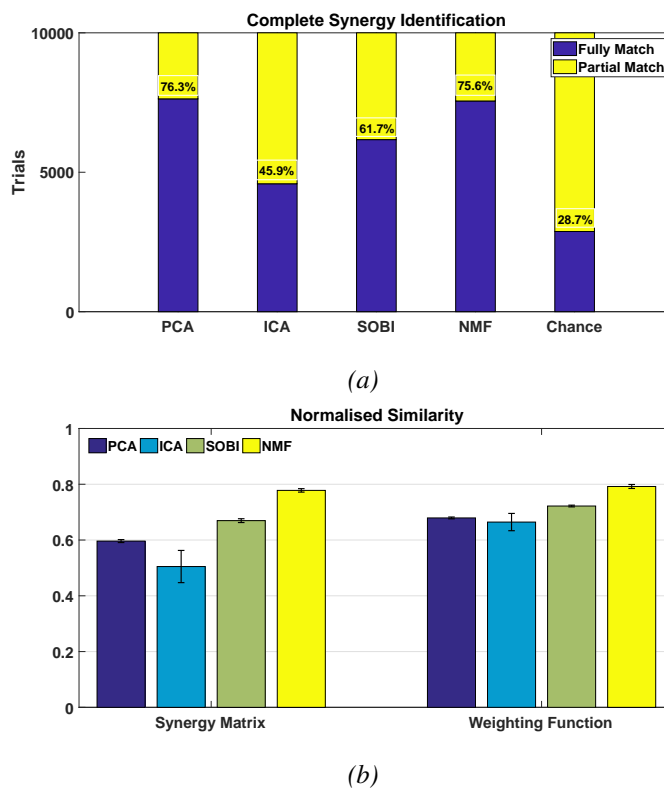 Complete Synergy Identification
10000
5000
0
Trials
Fully Match
Partial Match
76.3%
45.9%
61.7%
75.6%
28.7%
PCA ICA SOBI NMF Chance
(a)
Normalised Similarity
PCA ICA SOBI NMF
1
0.8
0.6
0.4
0.2
0
Synergy Matrix Weighting Function
(b)